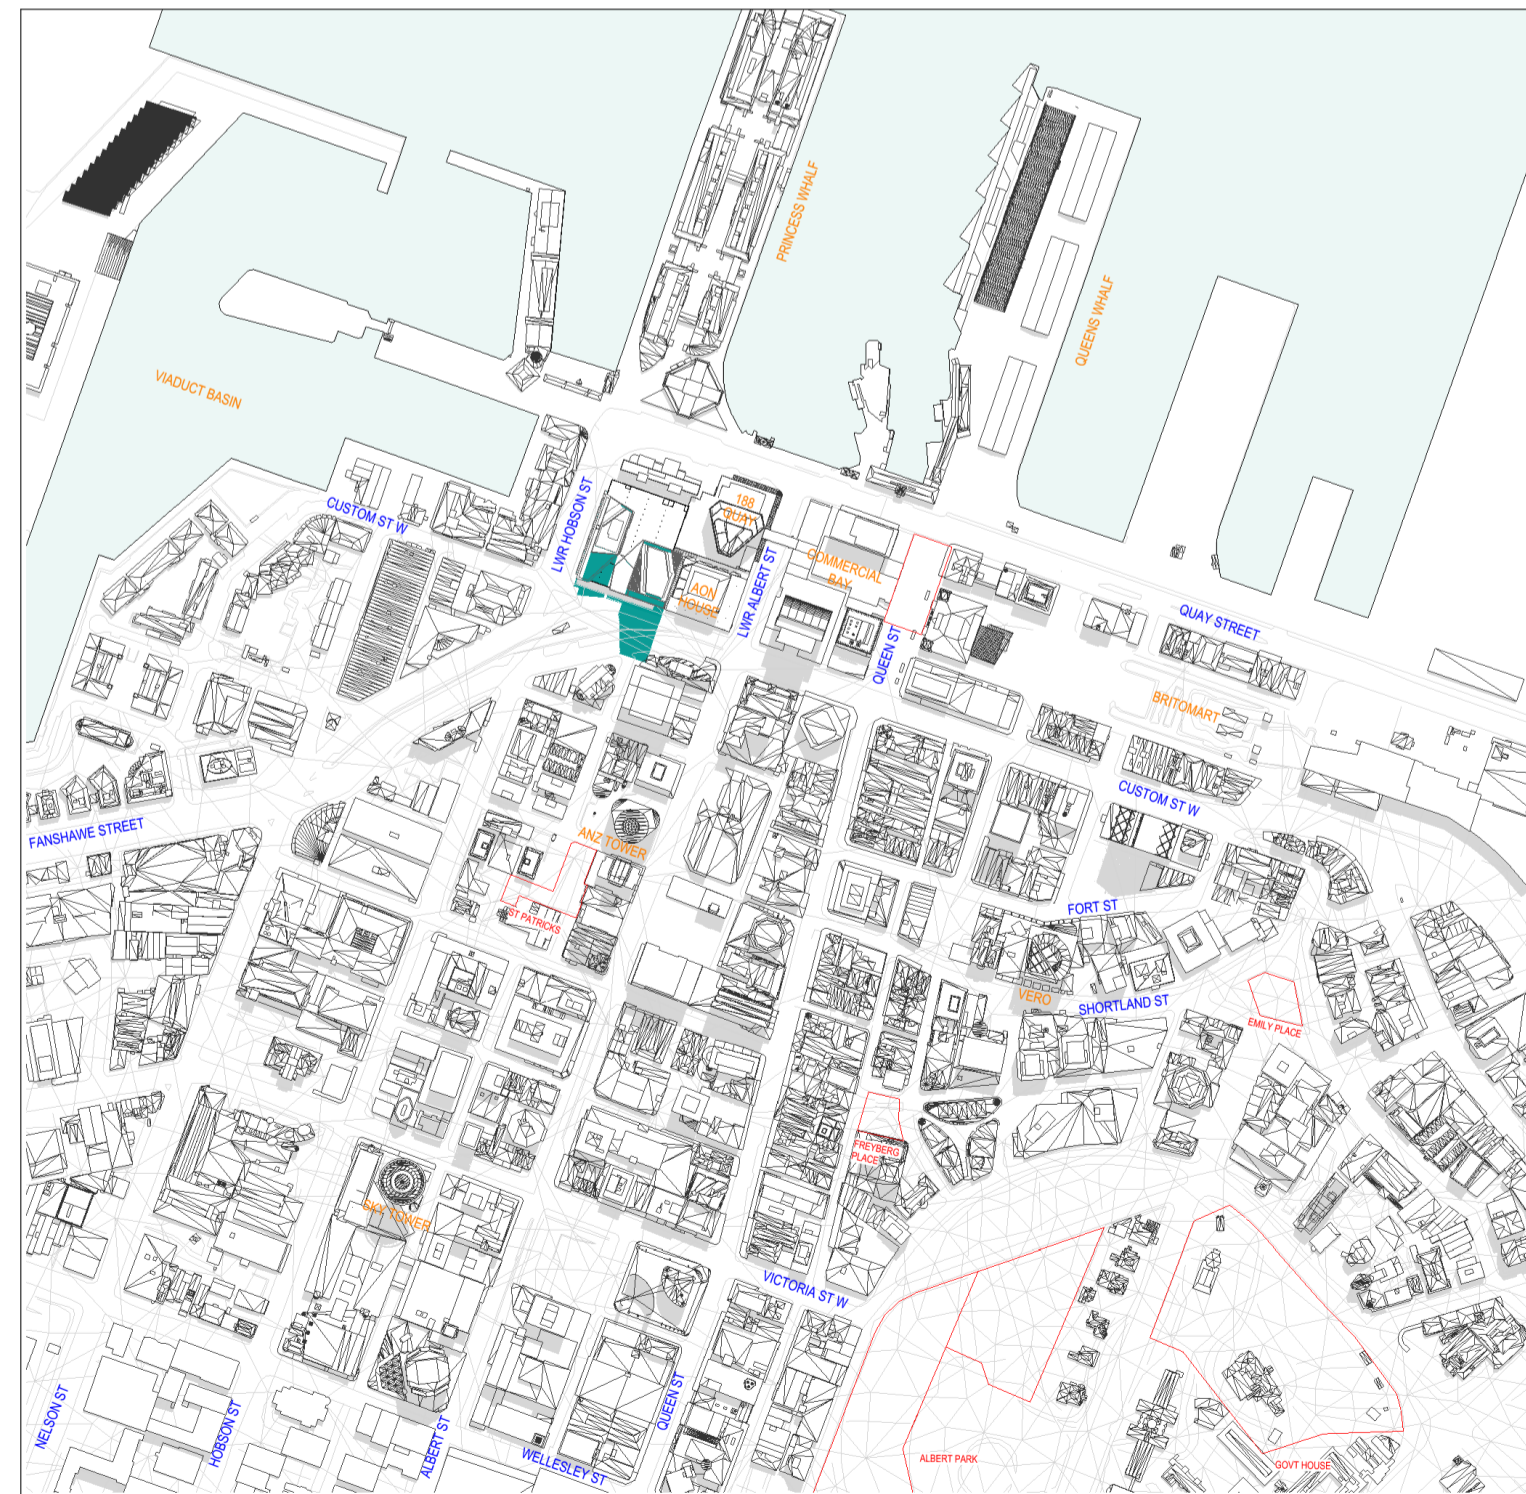 PRINCESS WHALF
QUEENS WHALF
VIADUCT BASIN
CUSTOM ST W
LWR HOBSON ST
188
QUAY
LWR ALBERT ST
COMMERCIAL
BAY
AON
HOUSE
QUEEN ST
QUAY STREET
BRITOMART
CUSTOM ST W
FANSHAWE STREET
ANZ TOWER
ST PATRICKS
FORT ST
VERO
SHORTLAND ST
EMILY PLACE
FREYBERG
PLACE
SKY TOWER
VICTORIA ST W
NELSON ST
HOBSON ST
ALBERT ST
WELLESLEY ST
QUEEN ST
ALBERT PARK
GOVT HOUSE